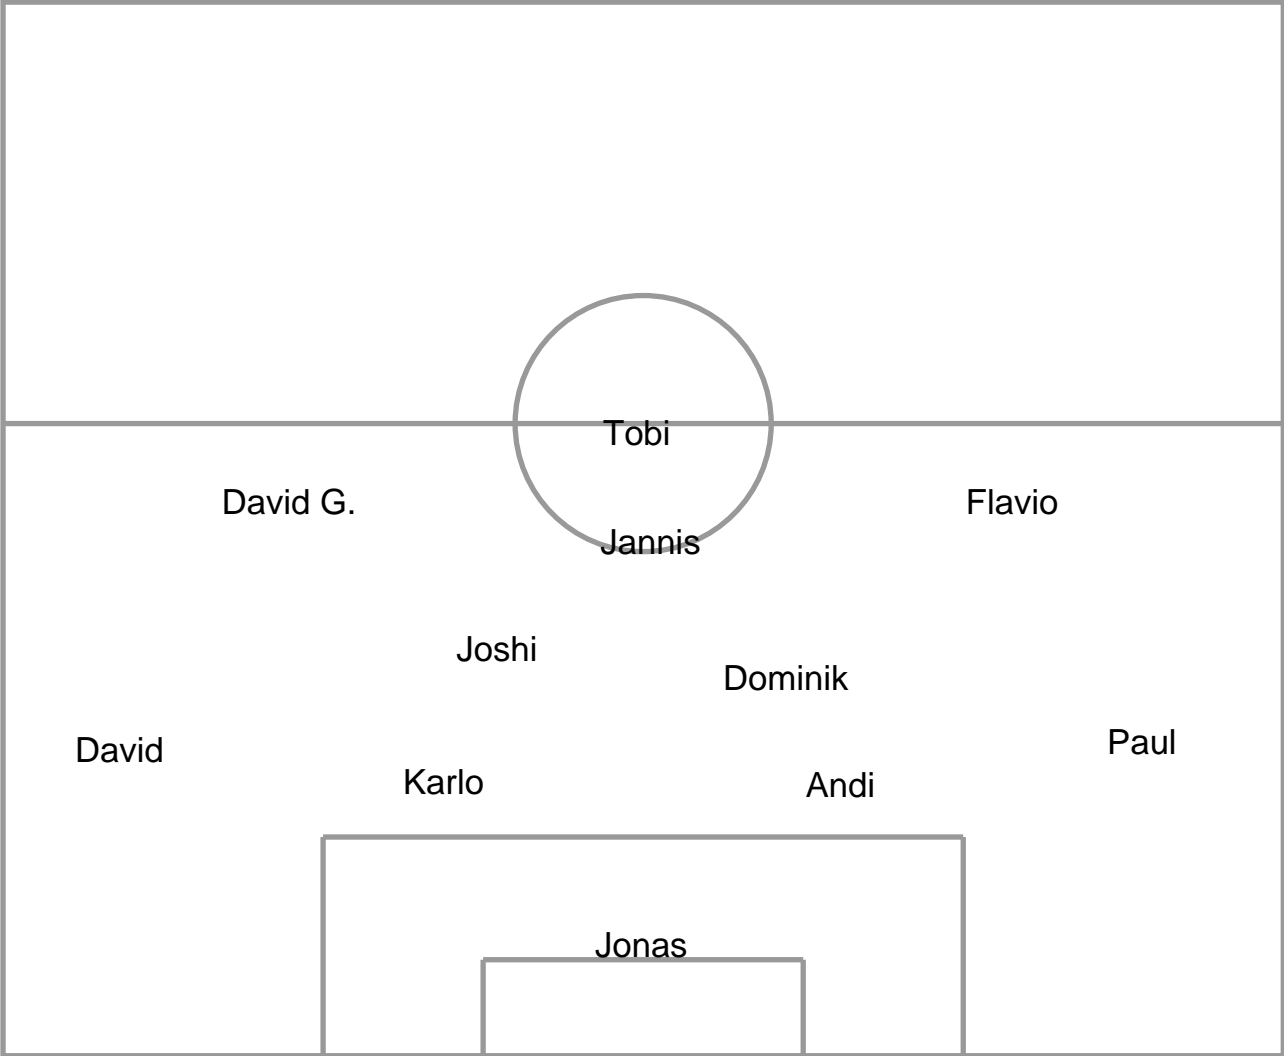 Tobi
David G.
Flavio
Jannis
Joshi
Dominik
David
Paul
Karlo
Andi
Jonas